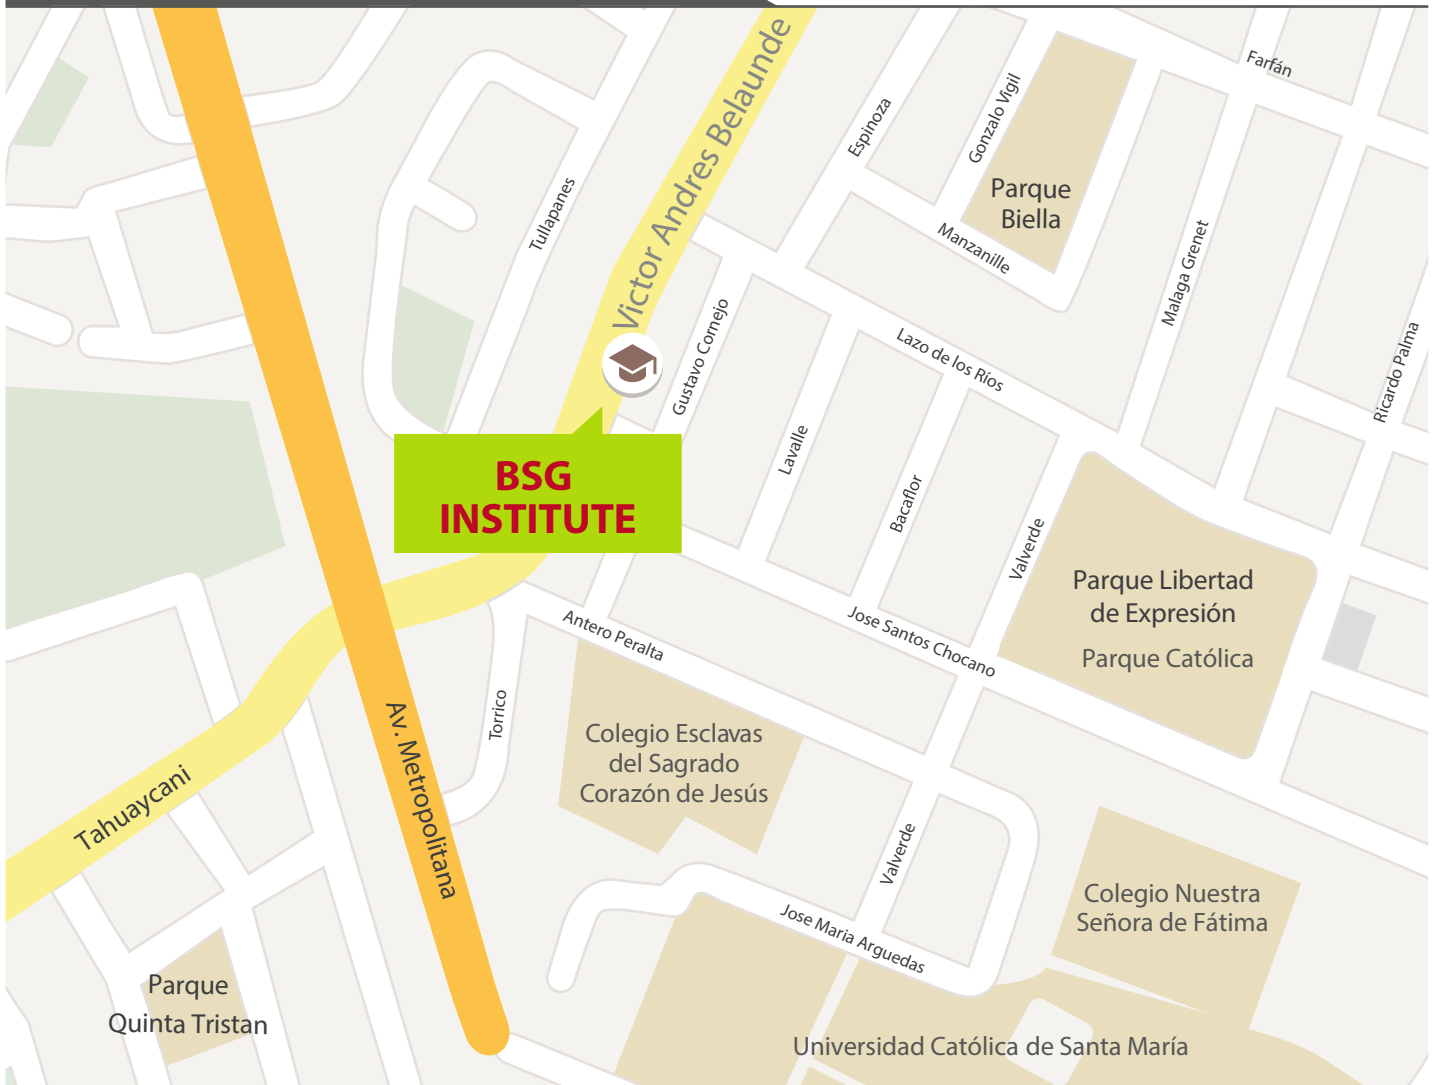 Victor Andres Belaunde
Farfán
Gonzalo Vigil
Espinoza
Parque
Biella
Tullapanes
Manzanille
Malaga Grenet
Gustavo Cornejo
Lazo de los Ríos
Ricardo Palma
Lavalle
BSG
INSTITUTE
Bacaflor
Valverde
Parque Libertad
de Expresión
Parque Católica
Antero Peralta
Jose Santos Chocano
Torrico
Av. Metropolitana
Colegio Esclavas
del Sagrado
Corazón de Jesús
Tahuaycani
Valverde
Colegio Nuestra
Señora de Fátima
Jose Maria Arguedas
Parque
Quinta Tristan
Universidad Católica de Santa María